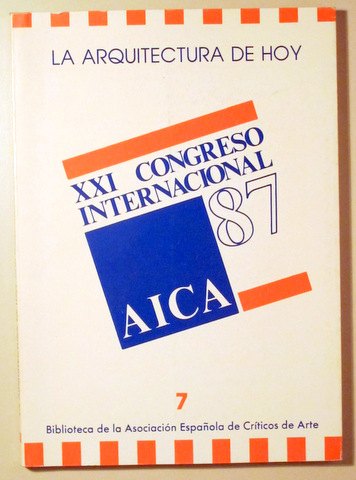 LA ARQUITECTURA DE HOY
XXI CONGRESO
INTERNACIONAL
87
AICA
7
Biblioteca de la Asociación Española de Críticos de Arte